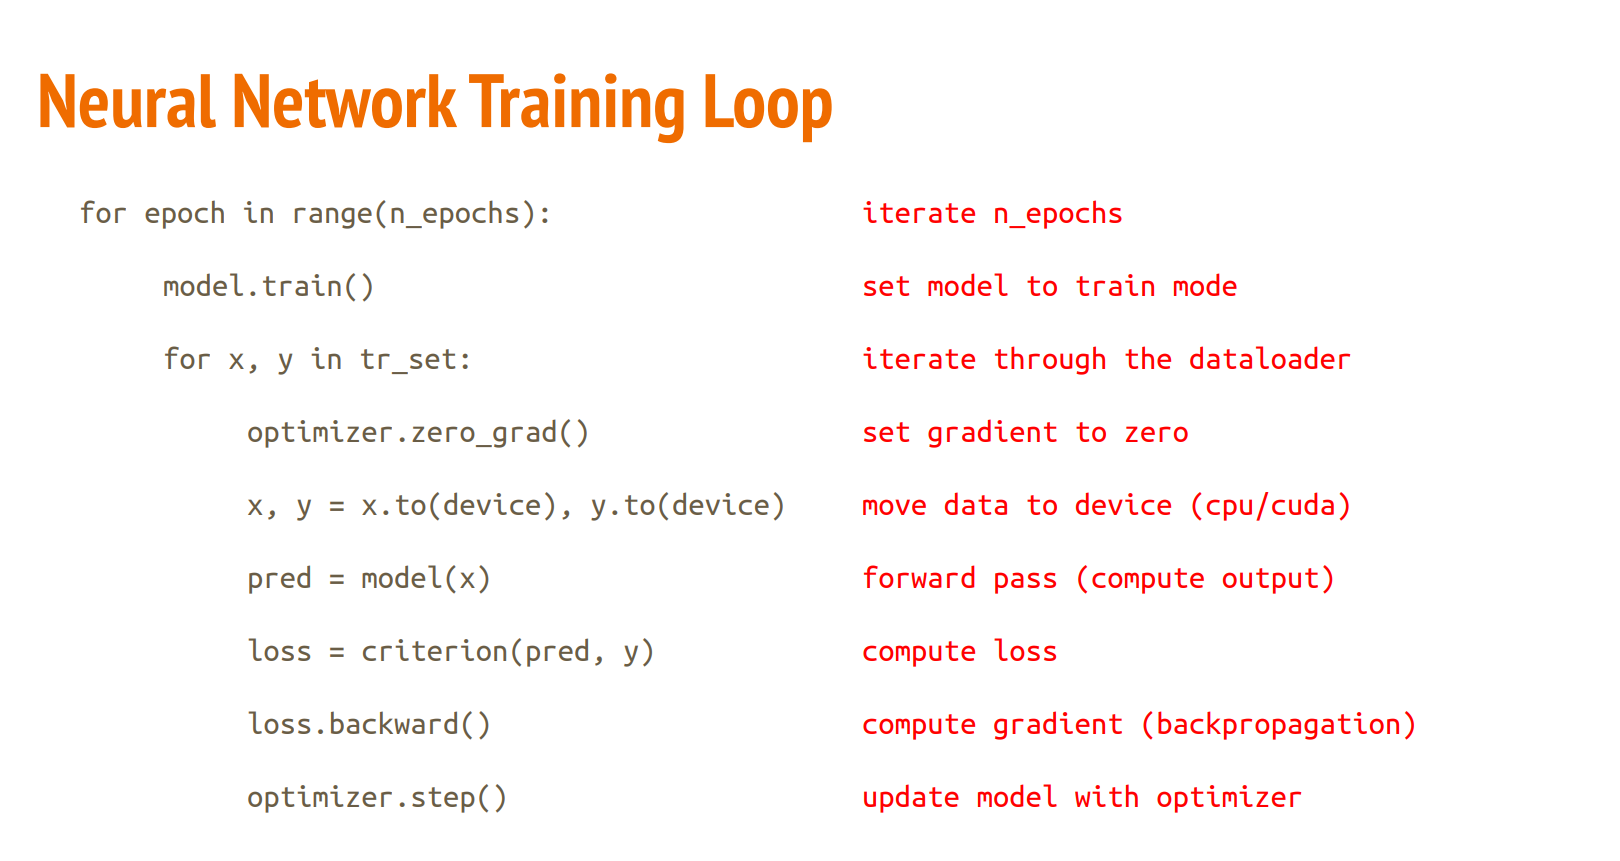 Neural Network Training Loop
for epoch in range(n_epochs): iterate n_epochs
model.train() set model to train mode
for x, y in tr_set: iterate through the dataloader
optimizer.zero_grad() set gradient to zero
x, y = x.to(device), y.to(device) move data to device (cpu/cuda)
pred = model(x) forward pass (compute output)
loss = criterion(pred, y) compute loss
loss.backward() compute gradient (backpropagation)
optimizer.step() update model with optimizer